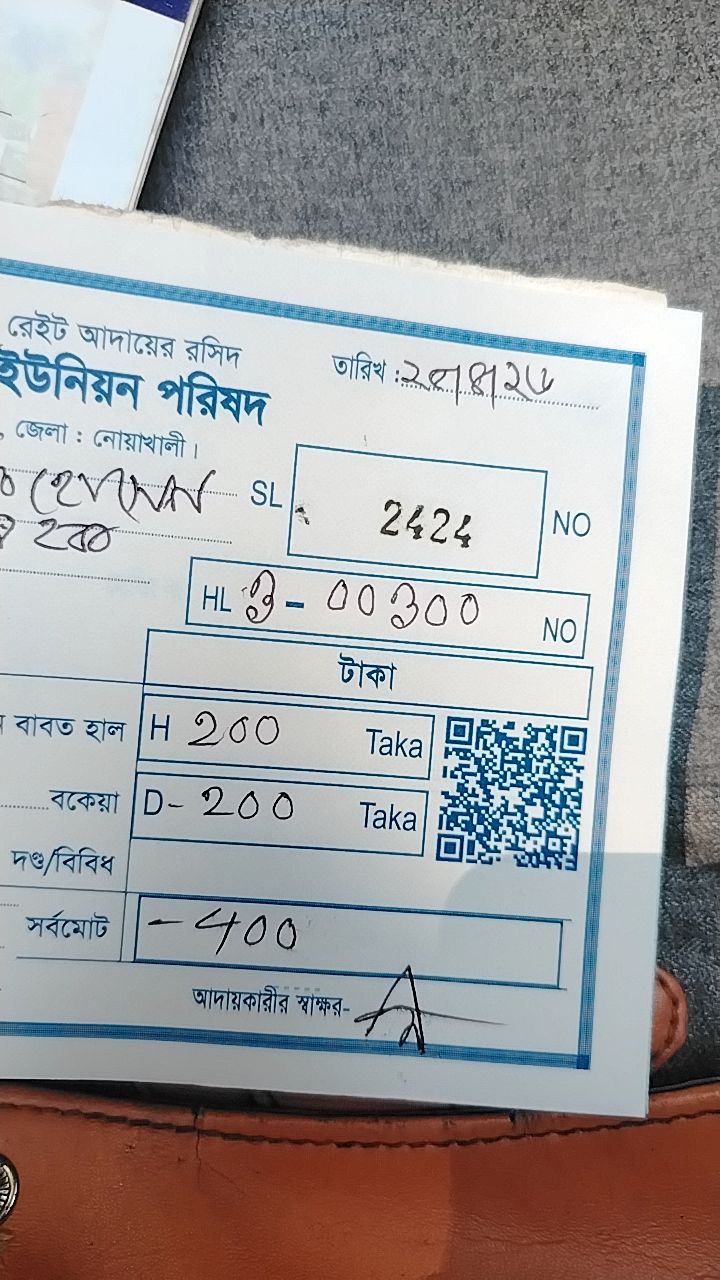 রেইট আদায়ের রসিদ
ইউনিয়ন পরিষদ
তারিখ :
, জেলা : নোয়াখালী।
SL 2424 NO
HL 3-00300 NO
টাকা
বাবত হাল H 200 Taka
বকেয়া D- 200 Taka
দণ্ড/বিবিধ
সর্বমোট -400
আদায়কারীর স্বাক্ষর-